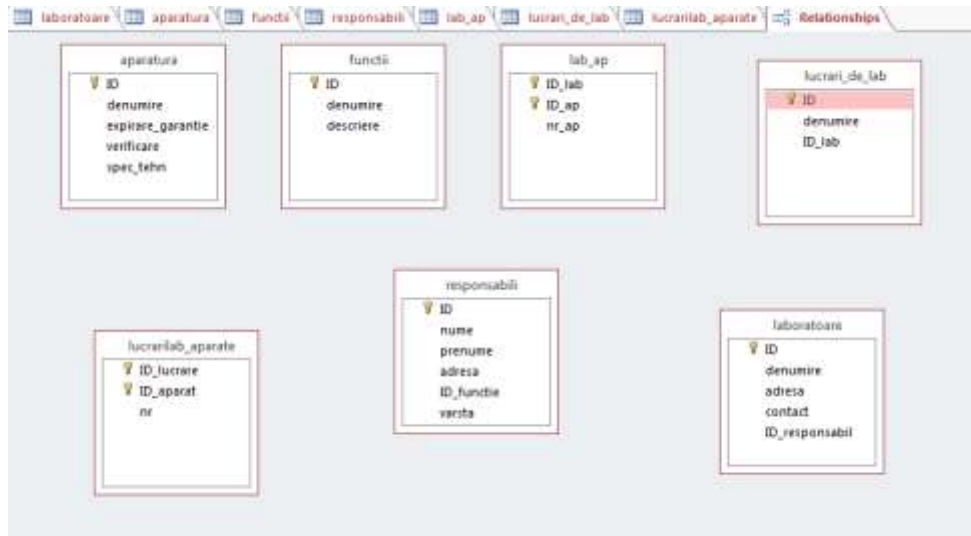 laboratoare aparatura functii responsabili lab_ap lucrari_de_lab lucrarilab_aparate Relationships
aparatura
ID
denumire
expirare_garantie
verificare
spec_tehn
functii
ID
denumire
descriere
lab_ap
ID_lab
ID_ap
nr_ap
lucrari_de_lab
ID
denumire
ID_lab
lucrarilab_aparate
ID_lucrare
ID_aparat
nr
responsabili
ID
nume
prenume
adresa
ID_functie
varsta
laboratoare
ID
denumire
adresa
contact
ID_responsabil